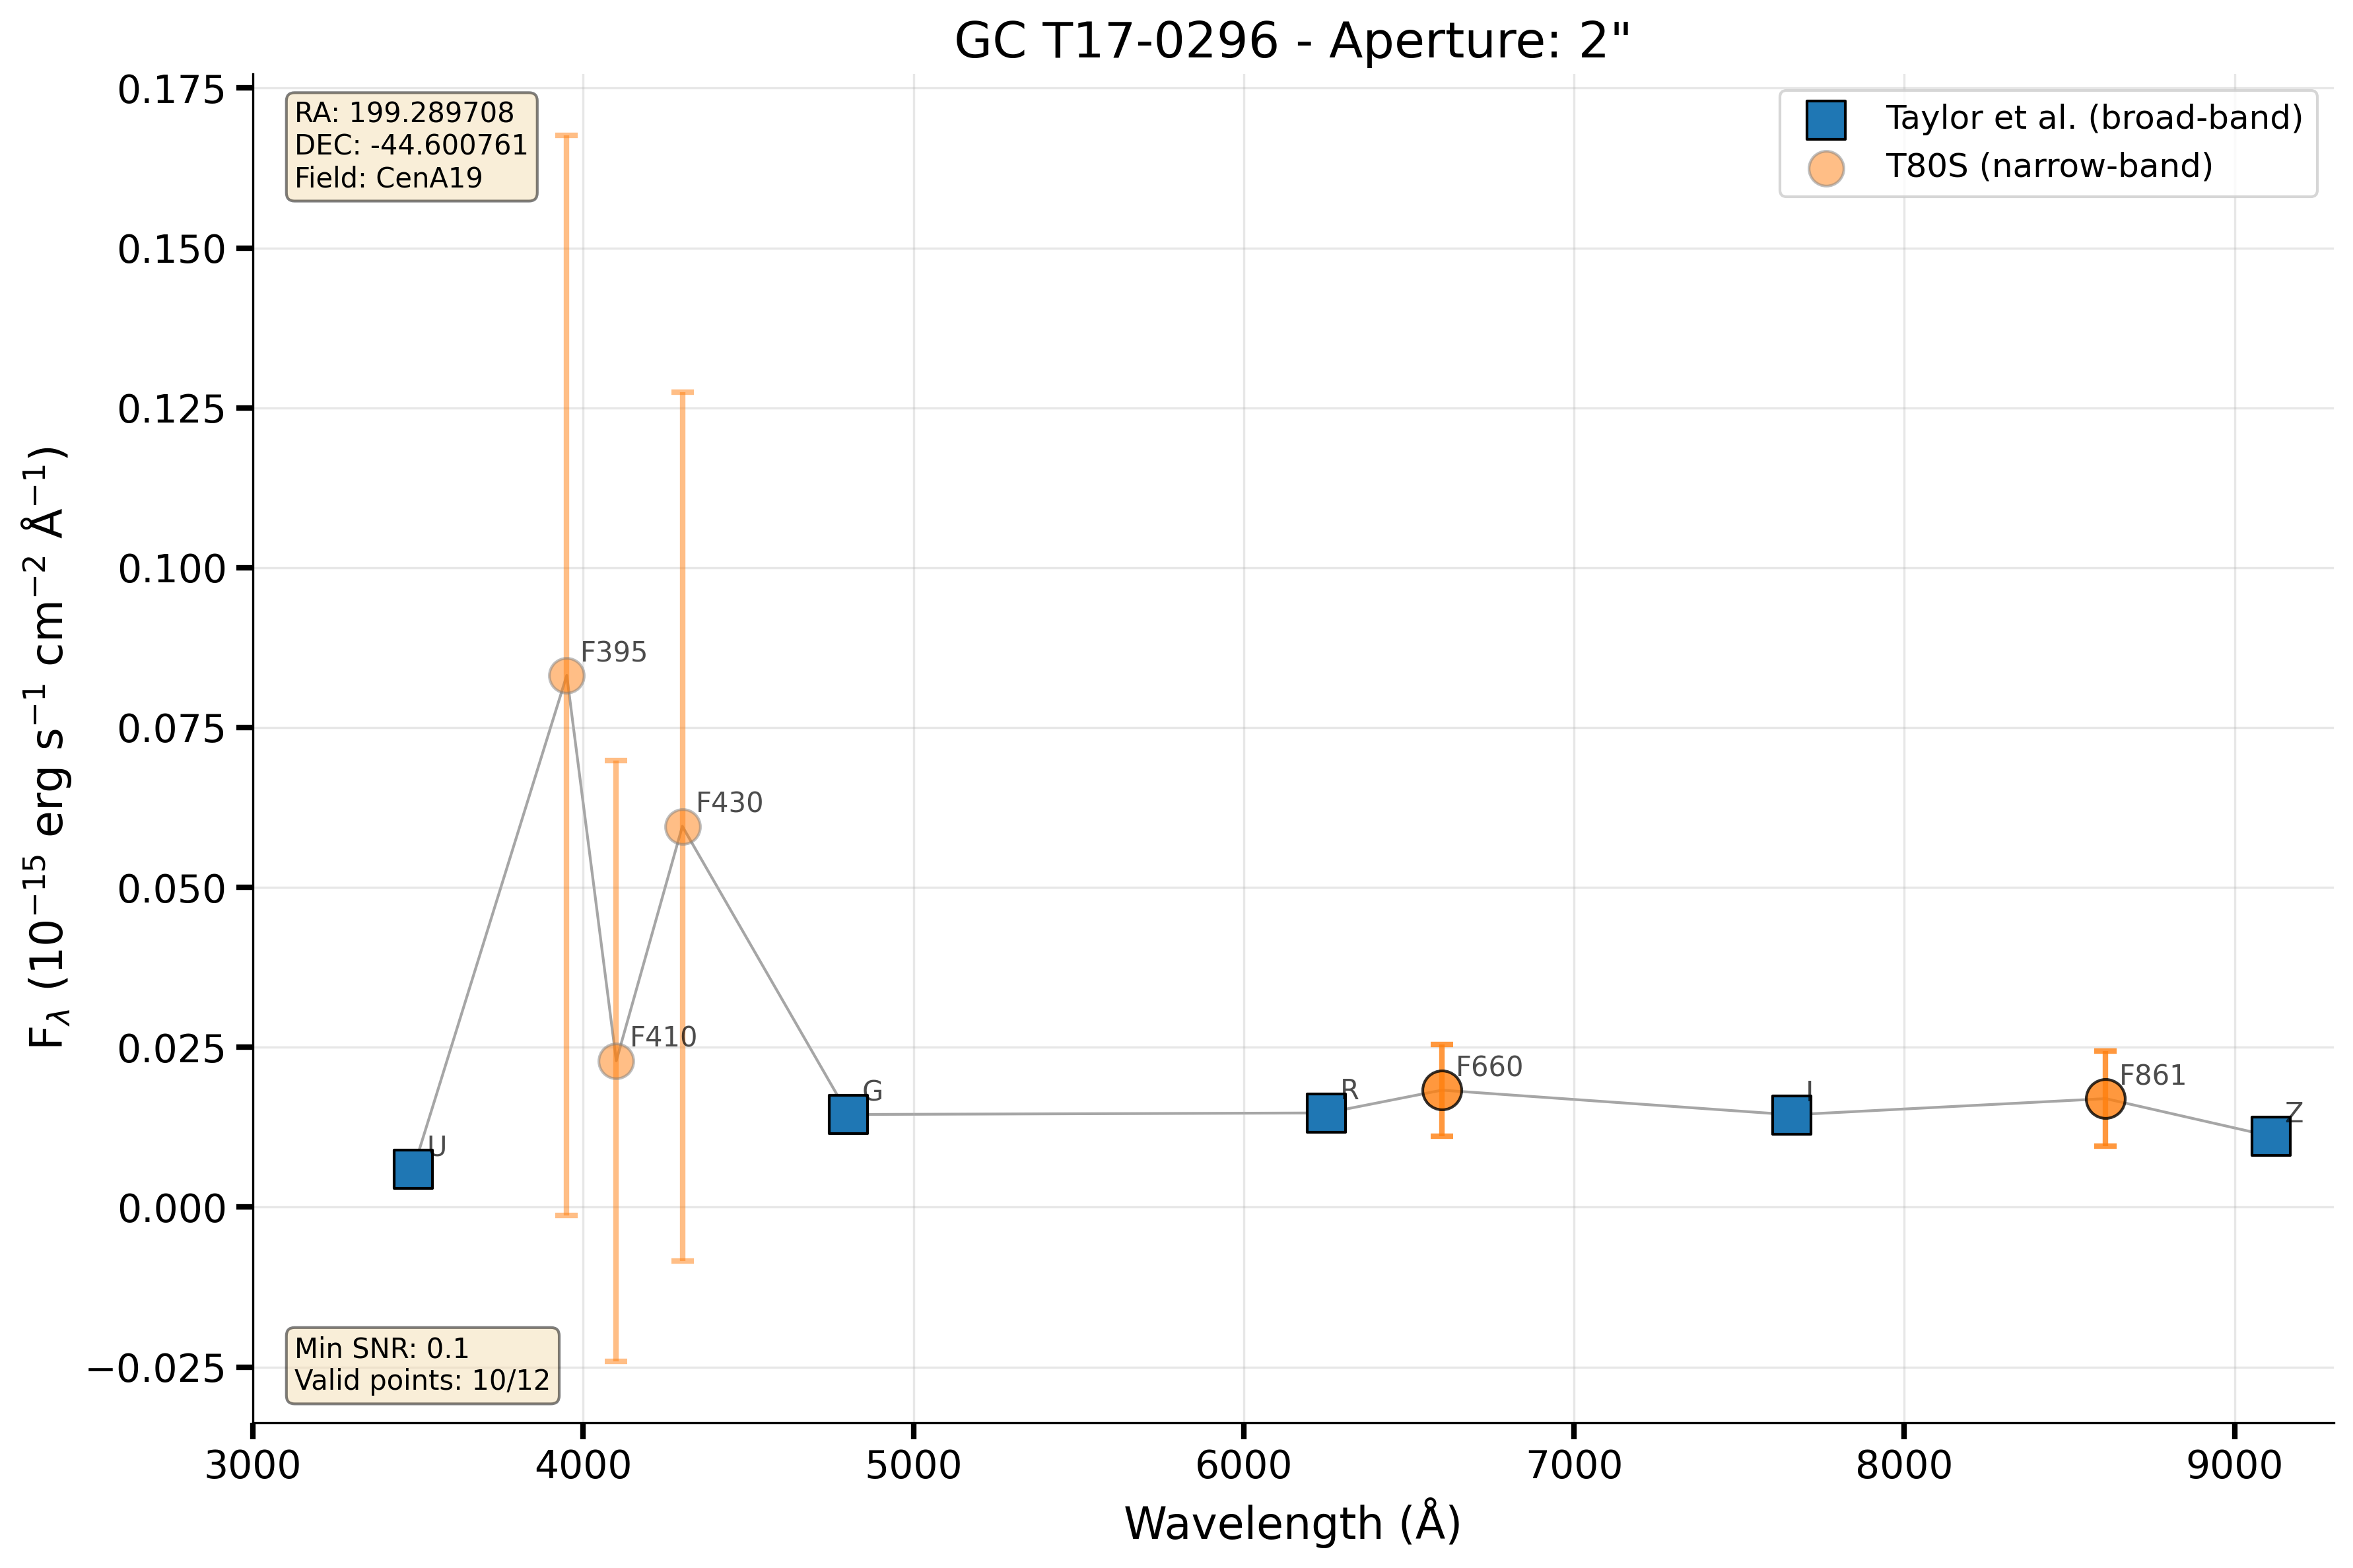 GC T17-0296 - Aperture: 2"
RA: 199.289708
DEC: -44.600761
Field: CenA19
Taylor et al. (broad-band)
T80S (narrow-band)
0.175
0.150
0.125
0.100
0.075
0.050
0.025
0.000
−0.025
F_λ (10⁻¹⁵ erg s⁻¹ cm⁻² Å⁻¹)
U
F395
F410
F430
G
R
F660
I
F861
Z
Min SNR: 0.1
Valid points: 10/12
3000 4000 5000 6000 7000 8000 9000
Wavelength (Å)